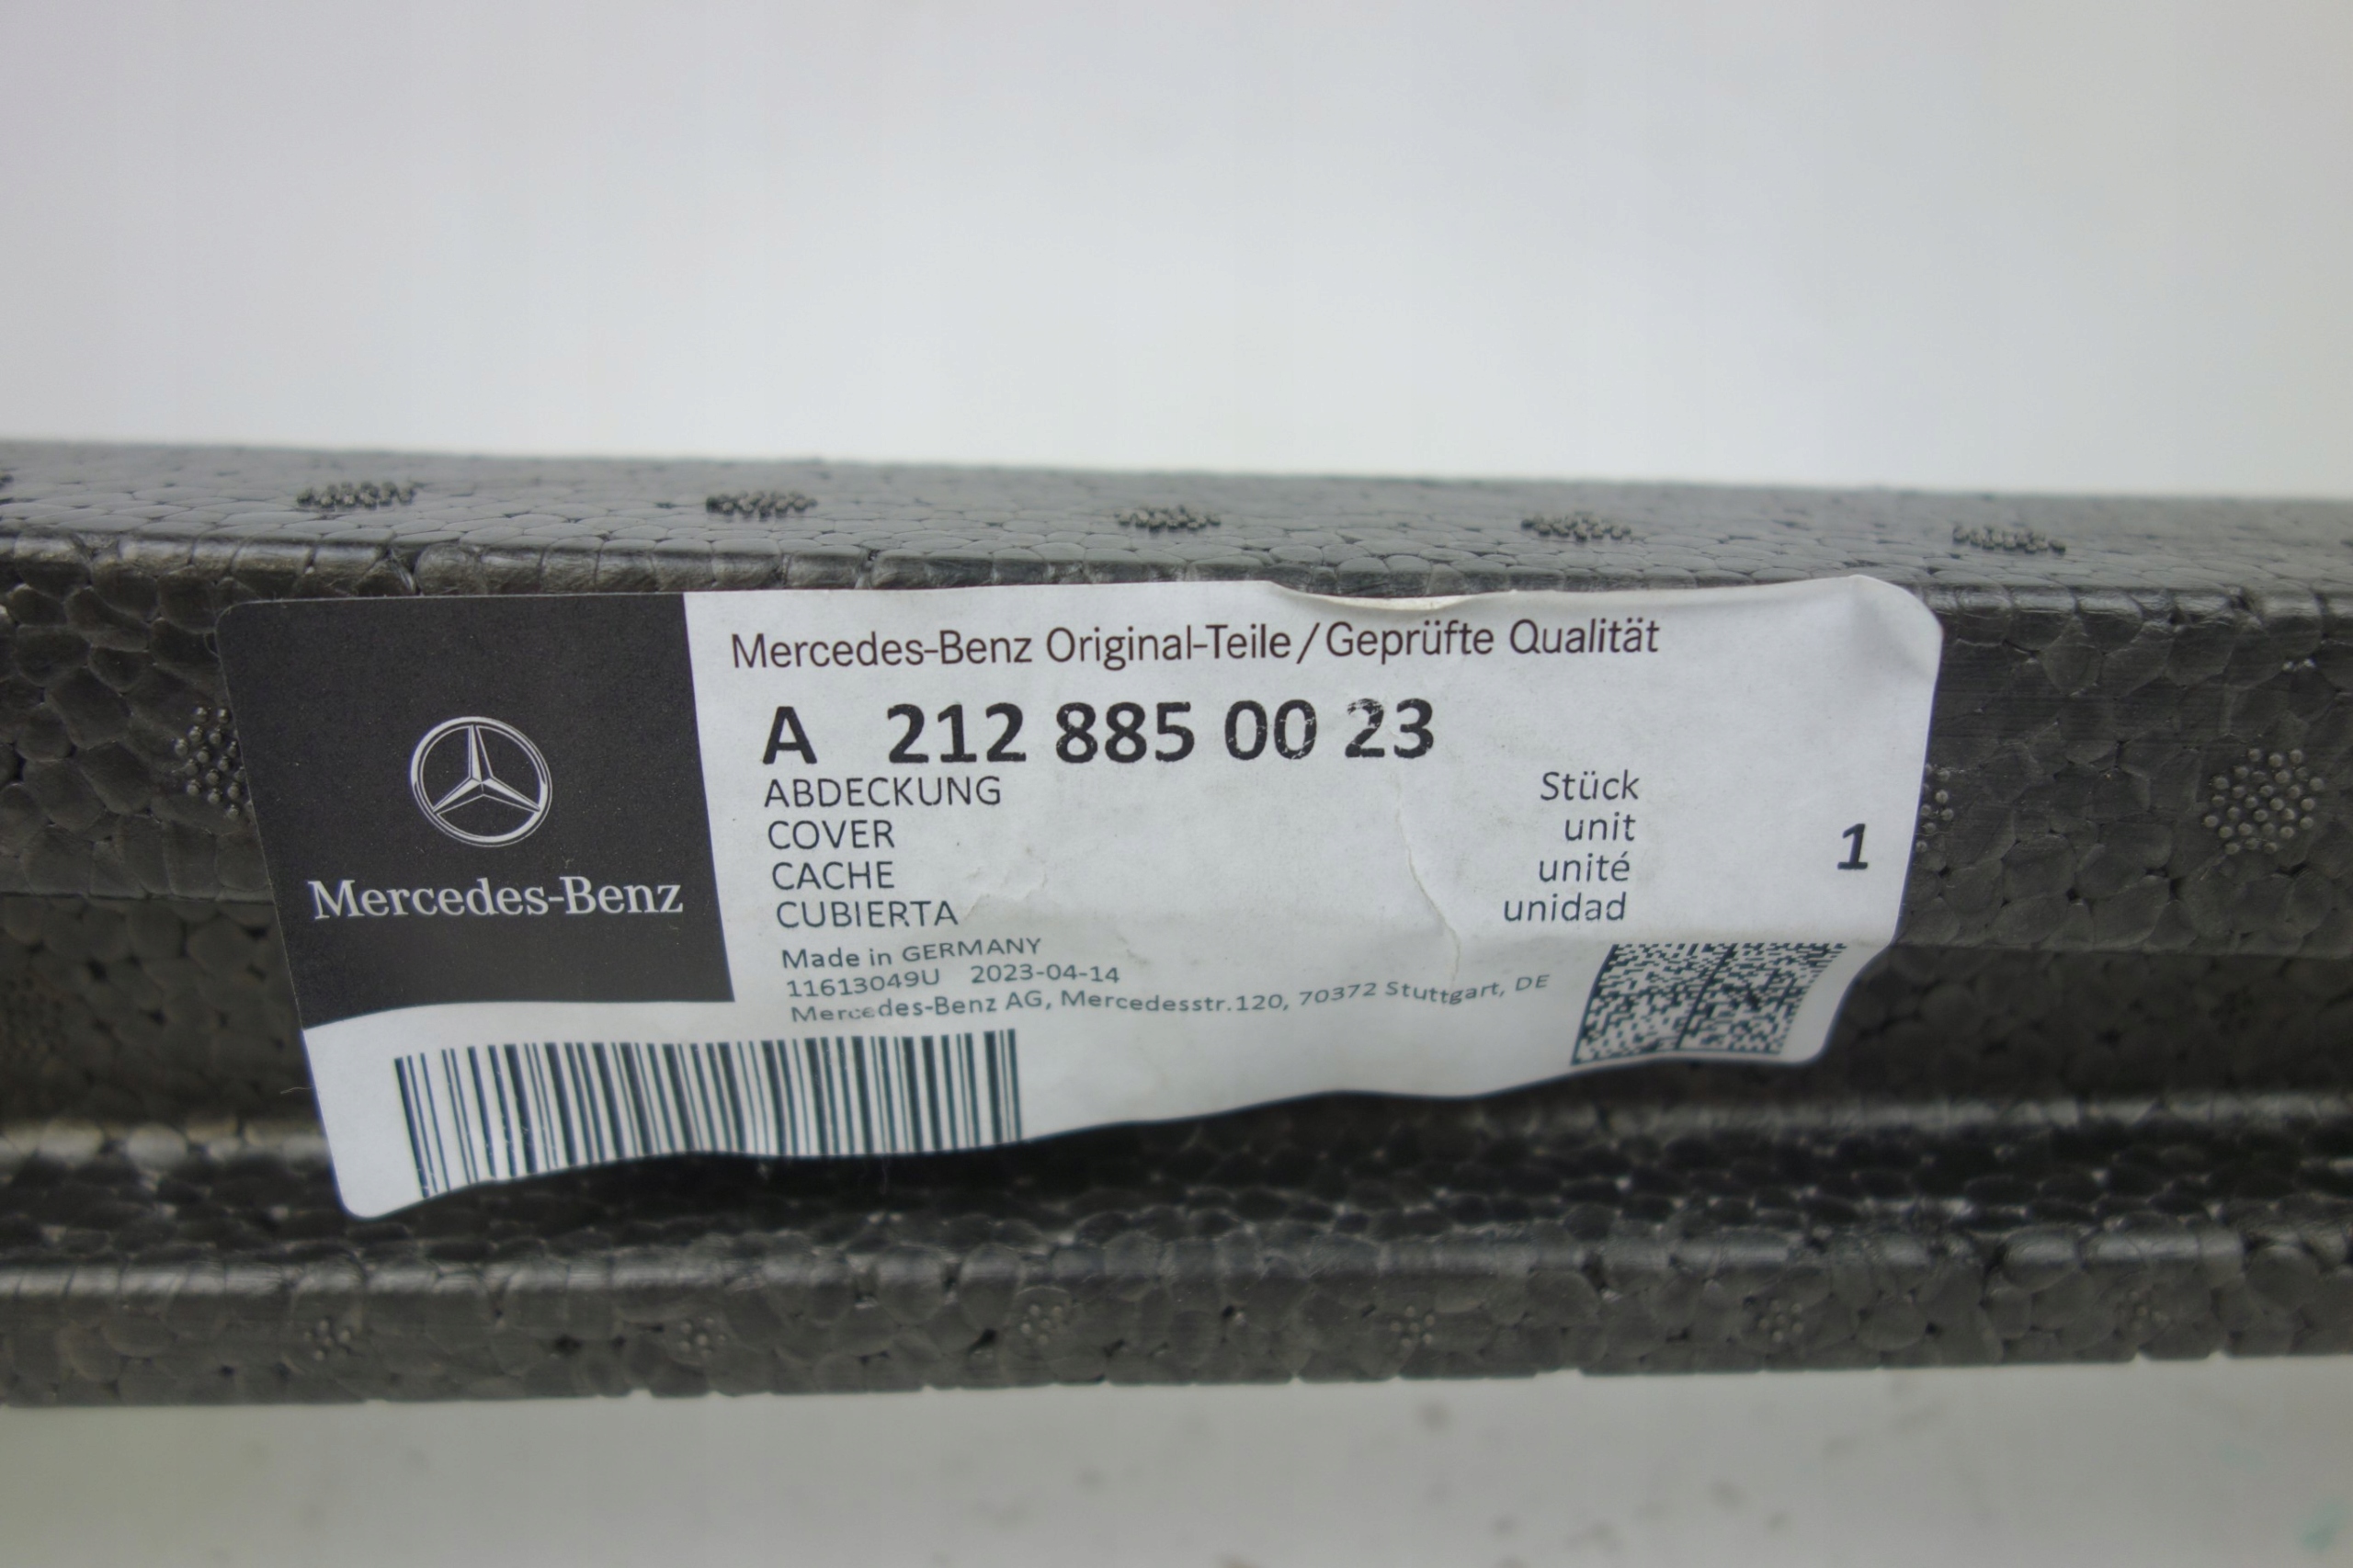 Mercedes-Benz
Mercedes-Benz Original-Teile/Geprüfte Qualität
A 212 885 00 23
ABDECKUNG
COVER
CACHE
CUBIERTA
Stück
unit
unité
unidad
1
Made in GERMANY
11613049U 2023-04-14
Mercedes-Benz AG, Mercedesstr.120, 70372 Stuttgart, DE